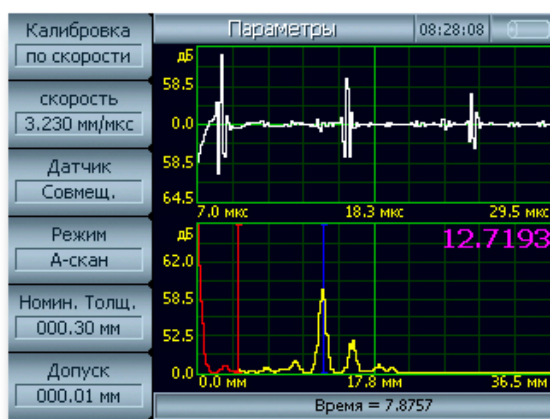 Калибровка
по скорости
Параметры
08:28:08
скорость
3.230 мм/мкс
Датчик
Совмещ.
Режим
А-скан
Номин. Толщ.
000.30 мм
Допуск
000.01 мм
дБ
58.5
0.0
58.5
64.5
7.0 мкс
18.3 мкс
29.5 мкс
дБ
12.7193
62.0
58.5
52.5
0.0
0.0 мм
17.8 мм
36.5 мм
Время = 7.8757